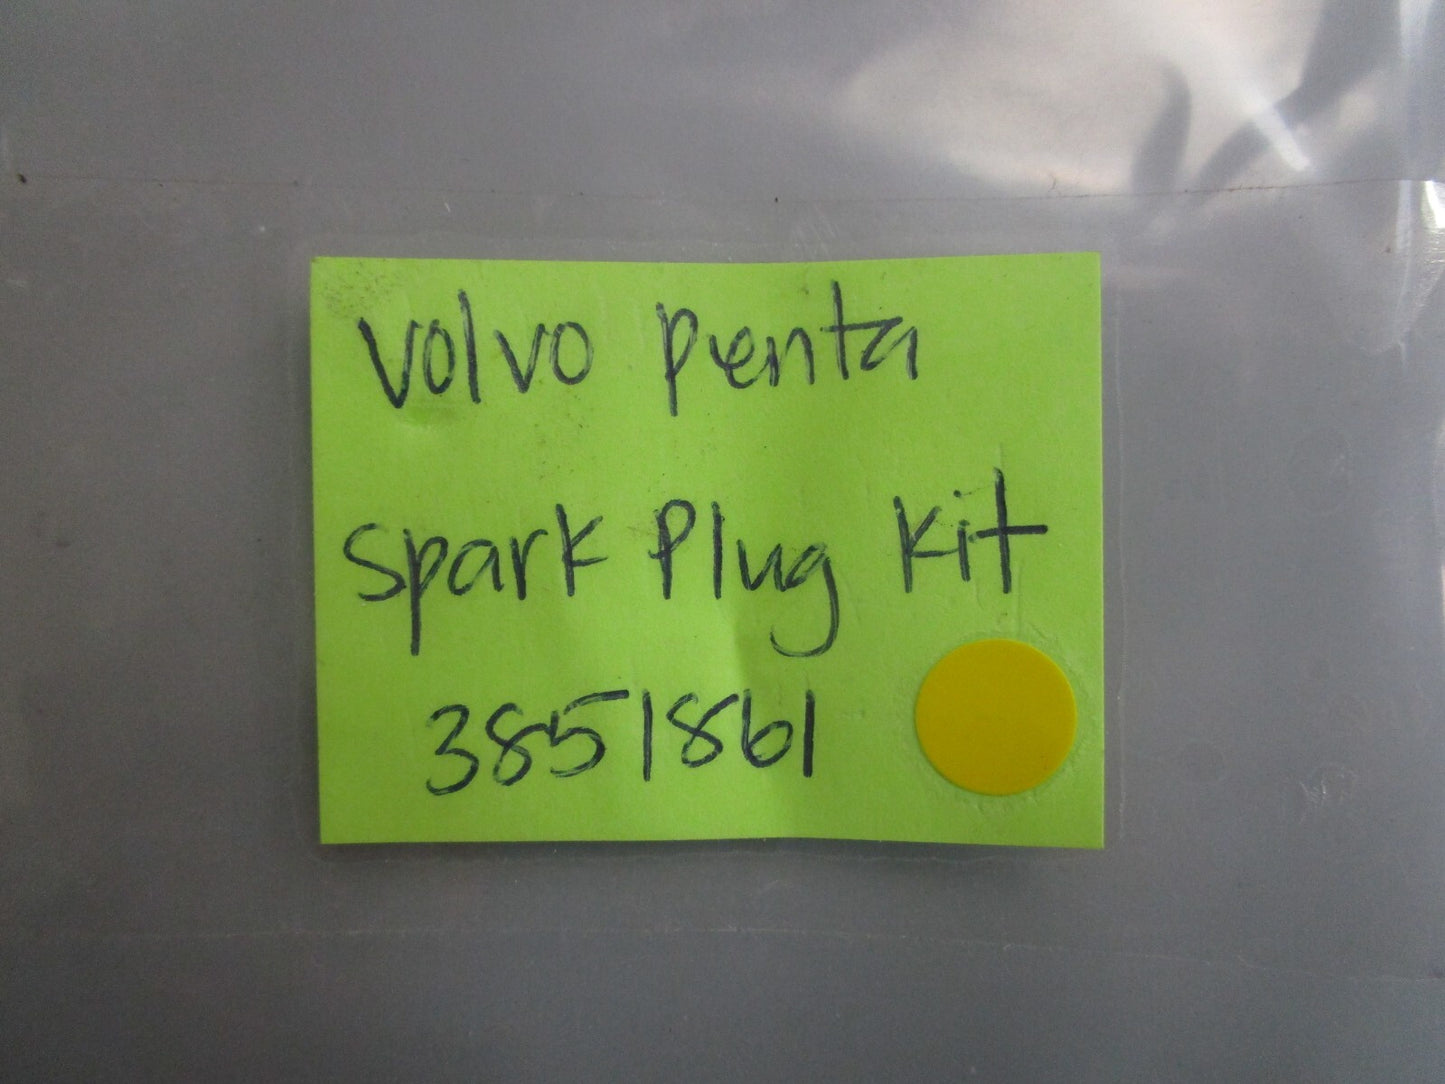 Volvo penta
Spark Plug Kit
3851861